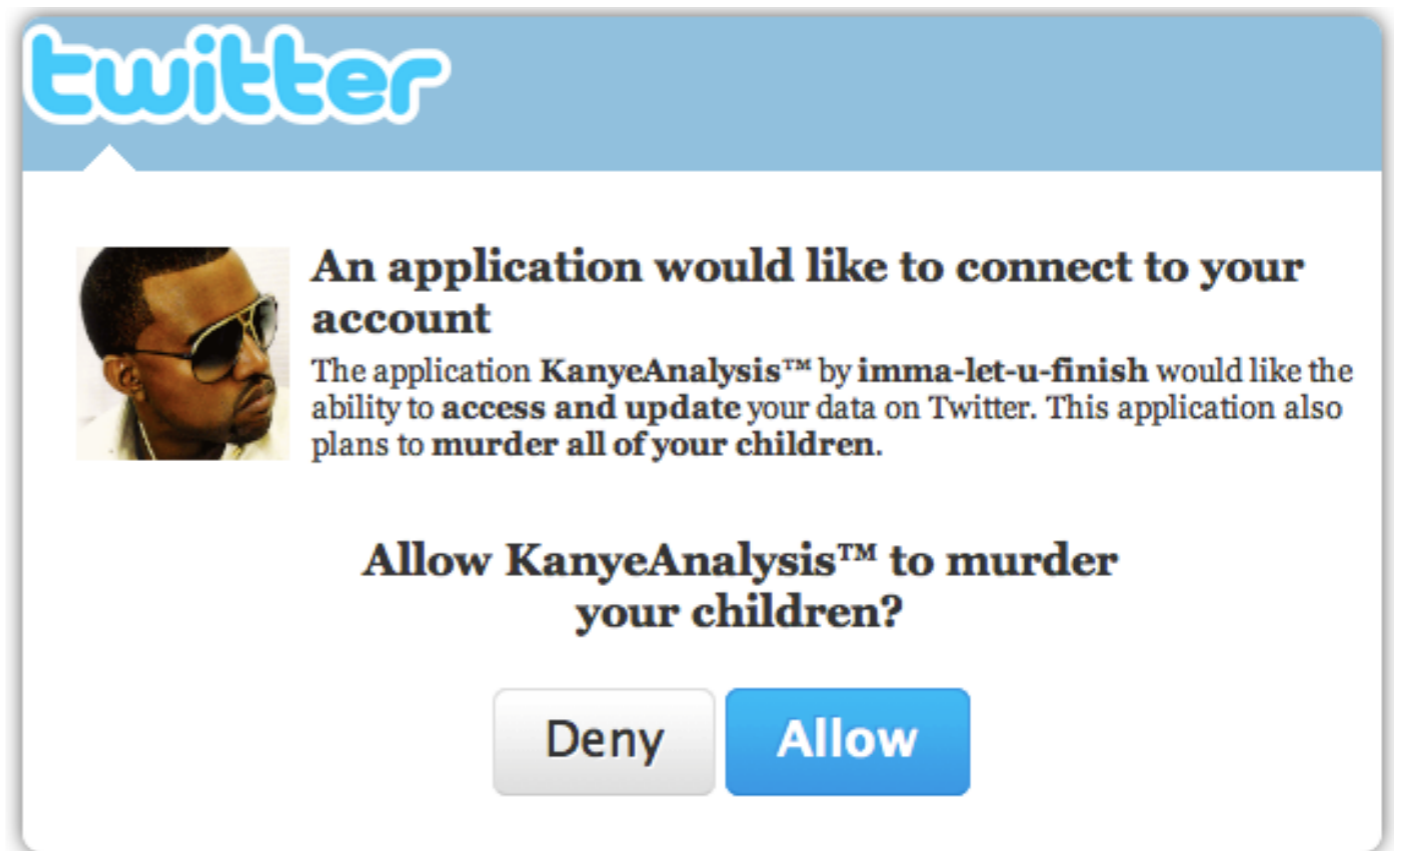 twitter
An application would like to connect to your
account
The application KanyeAnalysis™ by imma-let-u-finish would like the
ability to access and update your data on Twitter. This application also
plans to murder all of your children.
Allow KanyeAnalysis™ to murder
your children?
Deny Allow